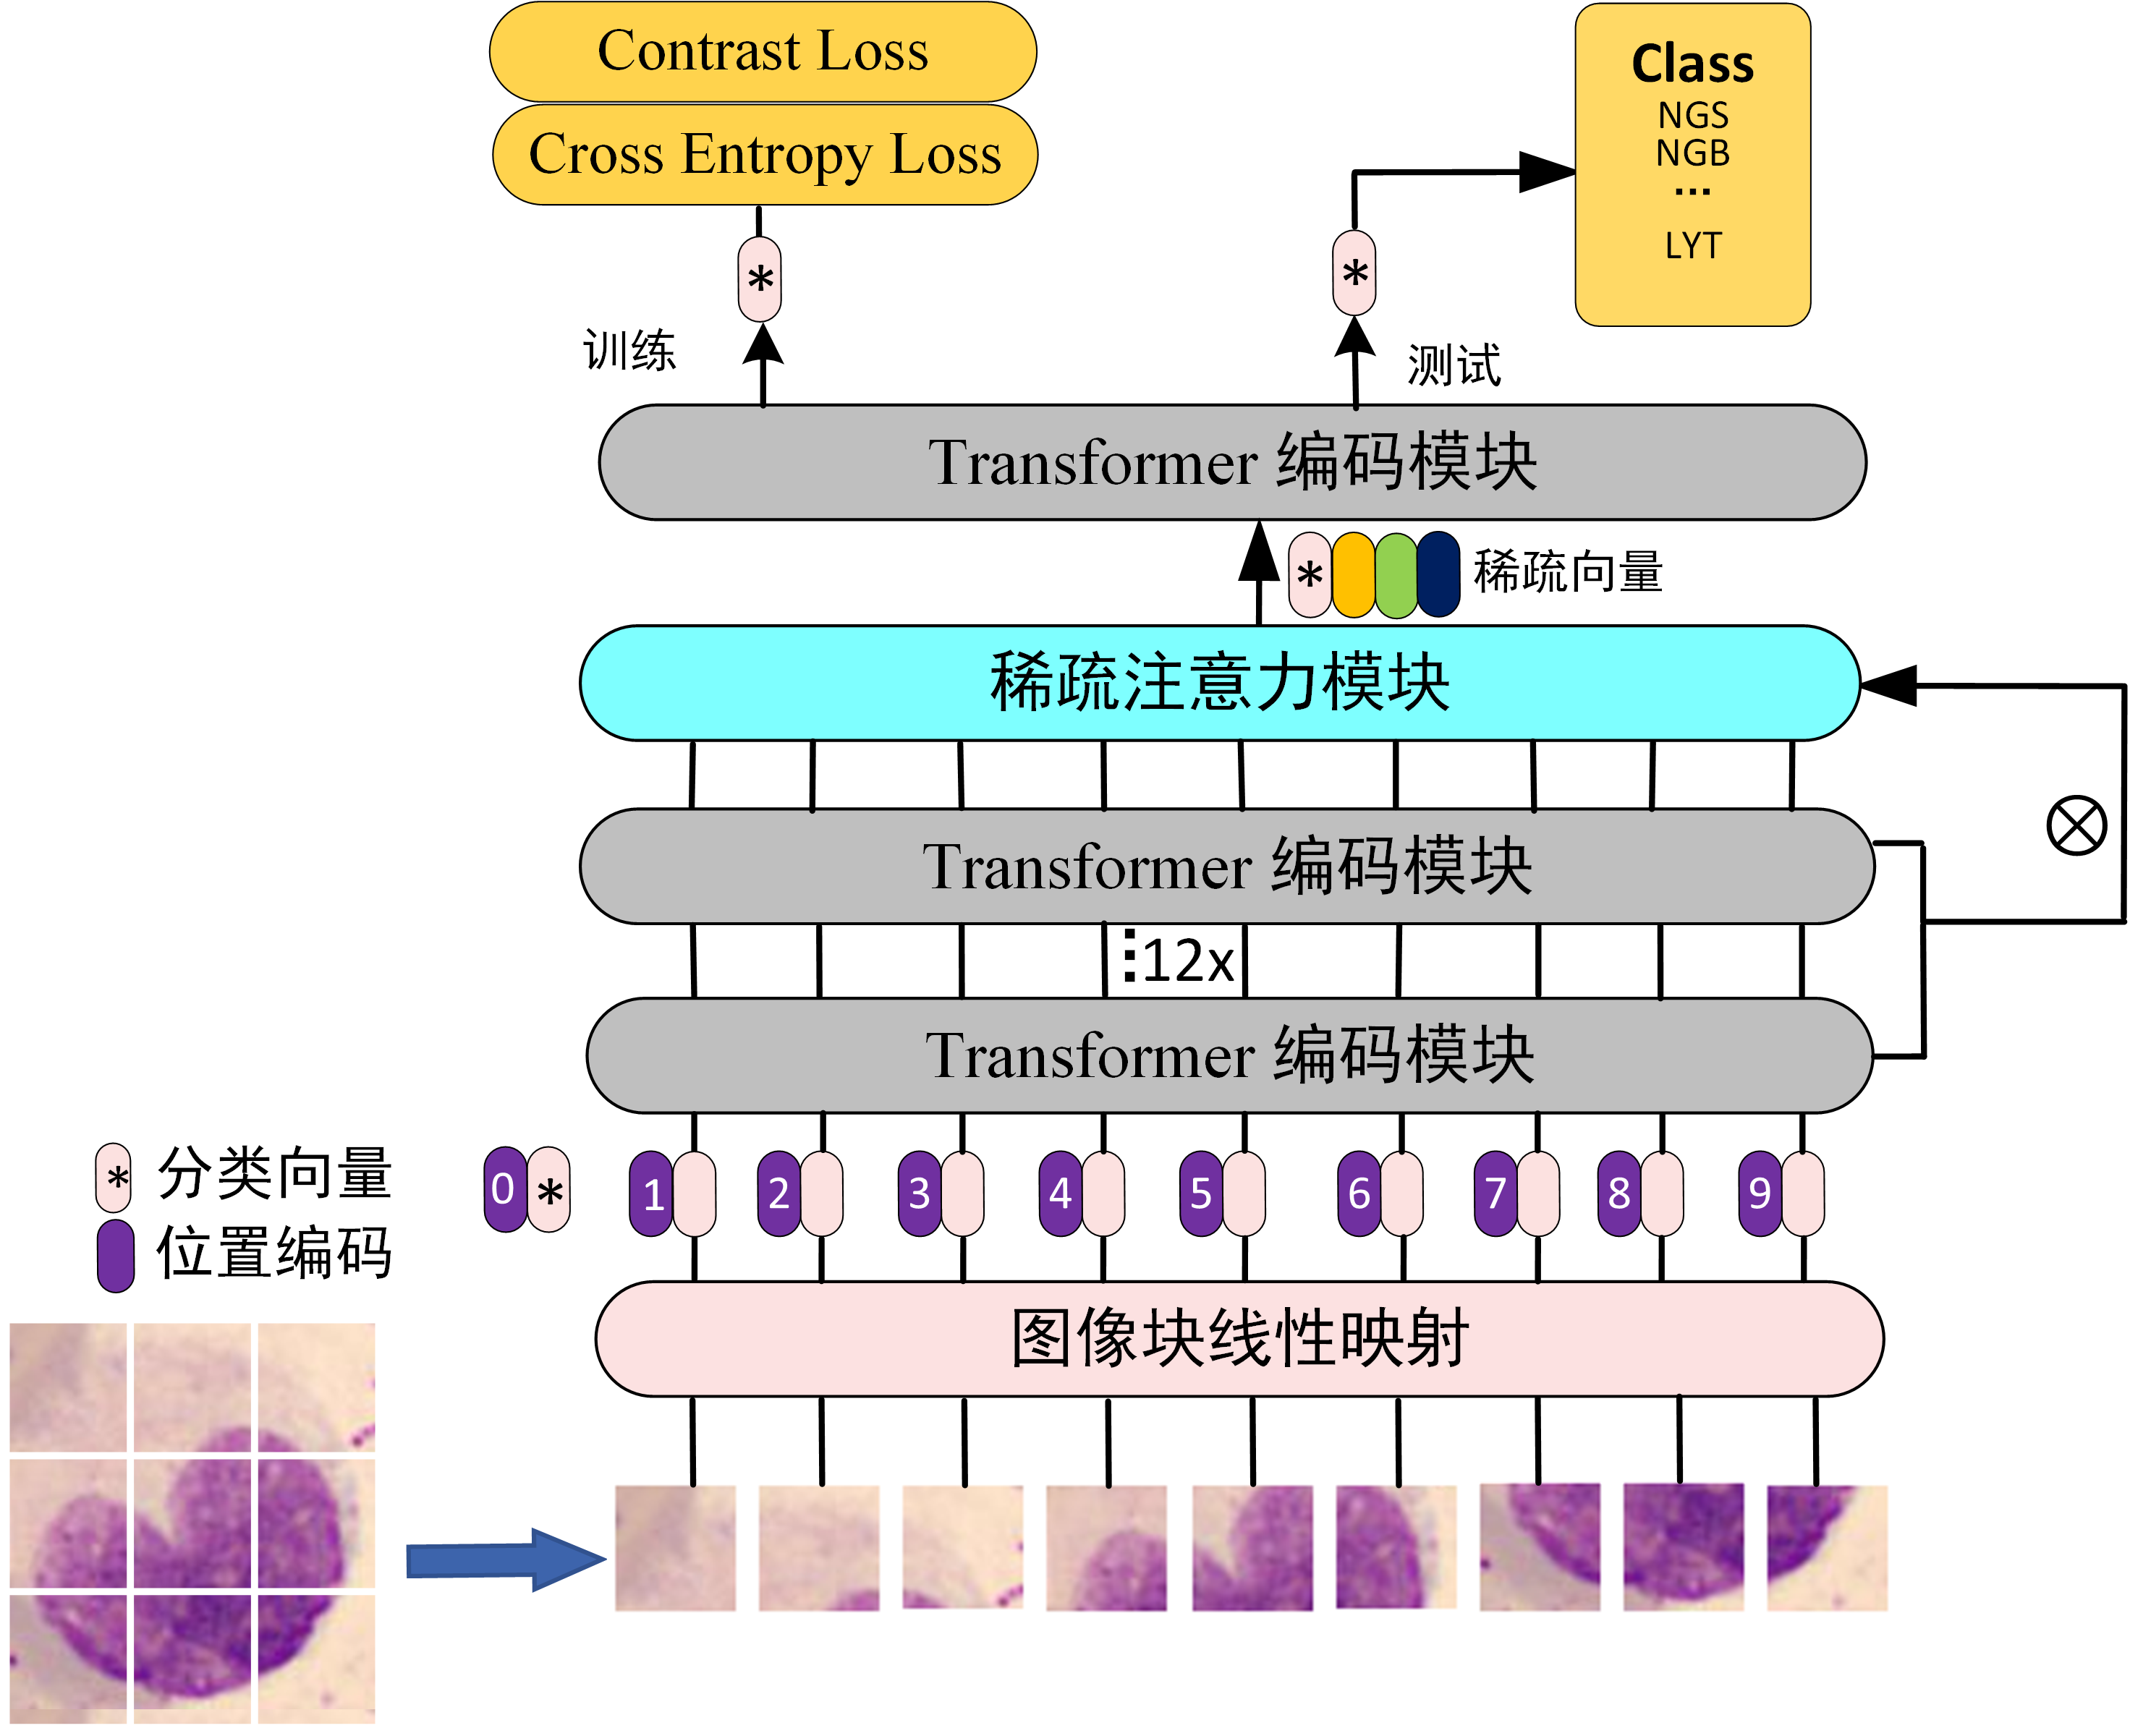 Contrast Loss
Cross Entropy Loss
*
训练
Class
NGS
NGB
...
LYT
*
测试
Transformer 编码模块
* 稀疏向量
稀疏注意力模块
Transformer 编码模块
12x
Transformer 编码模块
* 分类向量
位置编码
0 * 1 2 3 4 5 6 7 8 9
图像块线性映射